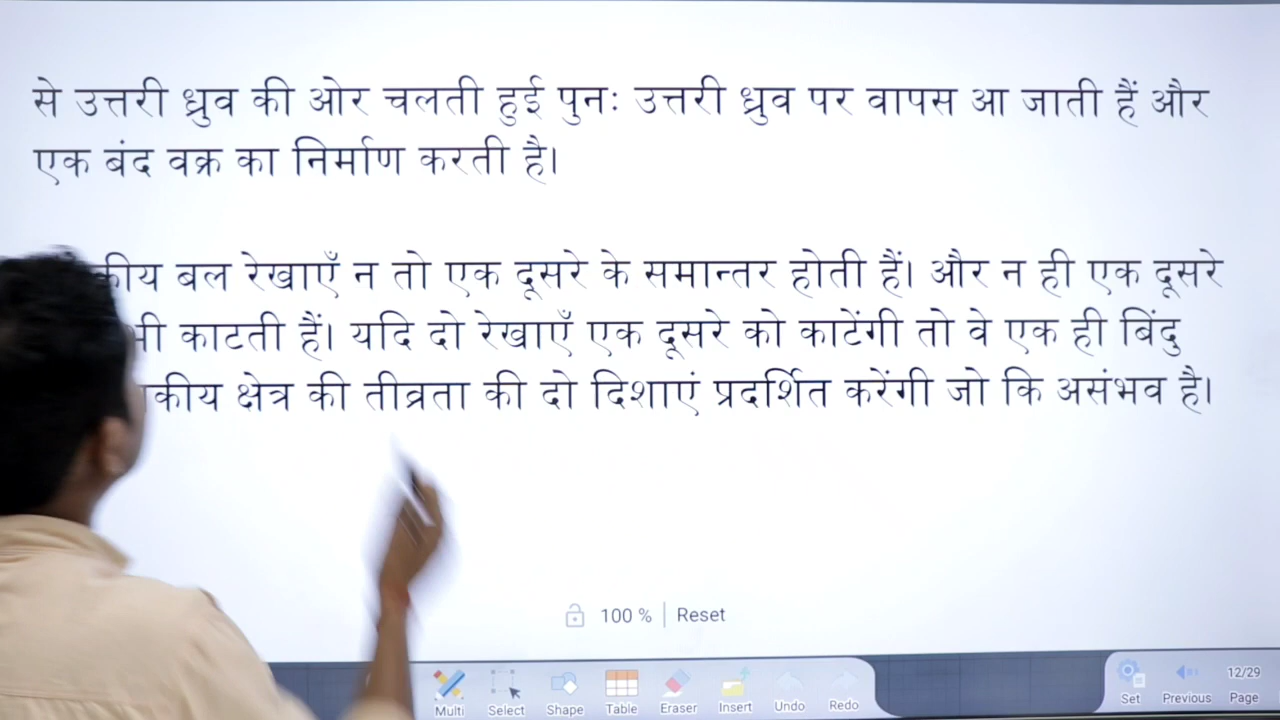 से उत्तरी ध्रुव की ओर चलती हुई पुनः उत्तरी ध्रुव पर वापस आ जाती हैं और
एक बंद वक्र का निर्माण करती है।
बल रेखाएँ न तो एक दूसरे के समान्तर होती हैं। और न ही एक दूसरे
काटती हैं। यदि दो रेखाएँ एक दूसरे को काटेंगी तो वे एक ही बिंदु
क्षेत्र की तीव्रता की दो दिशाएं प्रदर्शित करेंगी जो कि असंभव है।
100 % | Reset
Multi Select Shape Table Eraser Insert Undo Redo Set Previous 12/29 Page